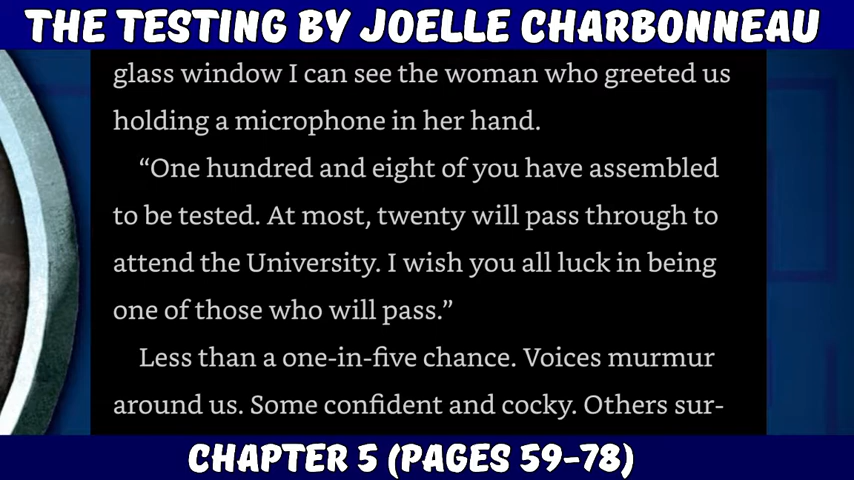 THE TESTING BY JOELLE CHARBONNEAU
glass window I can see the woman who greeted us
holding a microphone in her hand.
“One hundred and eight of you have assembled
to be tested. At most, twenty will pass through to
attend the University. I wish you all luck in being
one of those who will pass.”
Less than a one-in-five chance. Voices murmur
around us. Some confident and cocky. Others sur-
CHAPTER 5 (PAGES 59-78)